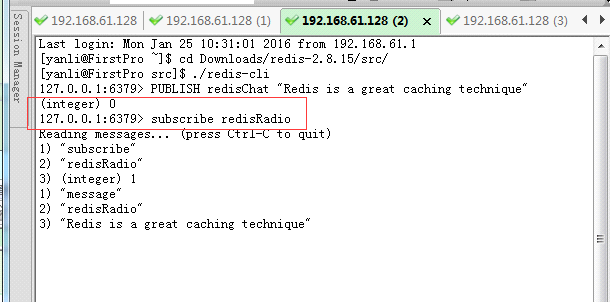 192.168.61.128
192.168.61.128 (1)
192.168.61.128 (2)
192.168.61.128 (3)
Session Manager
Last login: Mon Jan 25 10:31:01 2016 from 192.168.61.1
[yanli@FirstPro ~]$ cd Downloads/redis-2.8.15/src/
[yanli@FirstPro src]$ ./redis-cli
127.0.0.1:6379> PUBLISH redisChat "Redis is a great caching technique"
(integer) 0
127.0.0.1:6379> subscribe redisRadio
Reading messages... (press Ctrl-C to quit)
1) "subscribe"
2) "redisRadio"
3) (integer) 1
1) "message"
2) "redisRadio"
3) "Redis is a great caching technique"